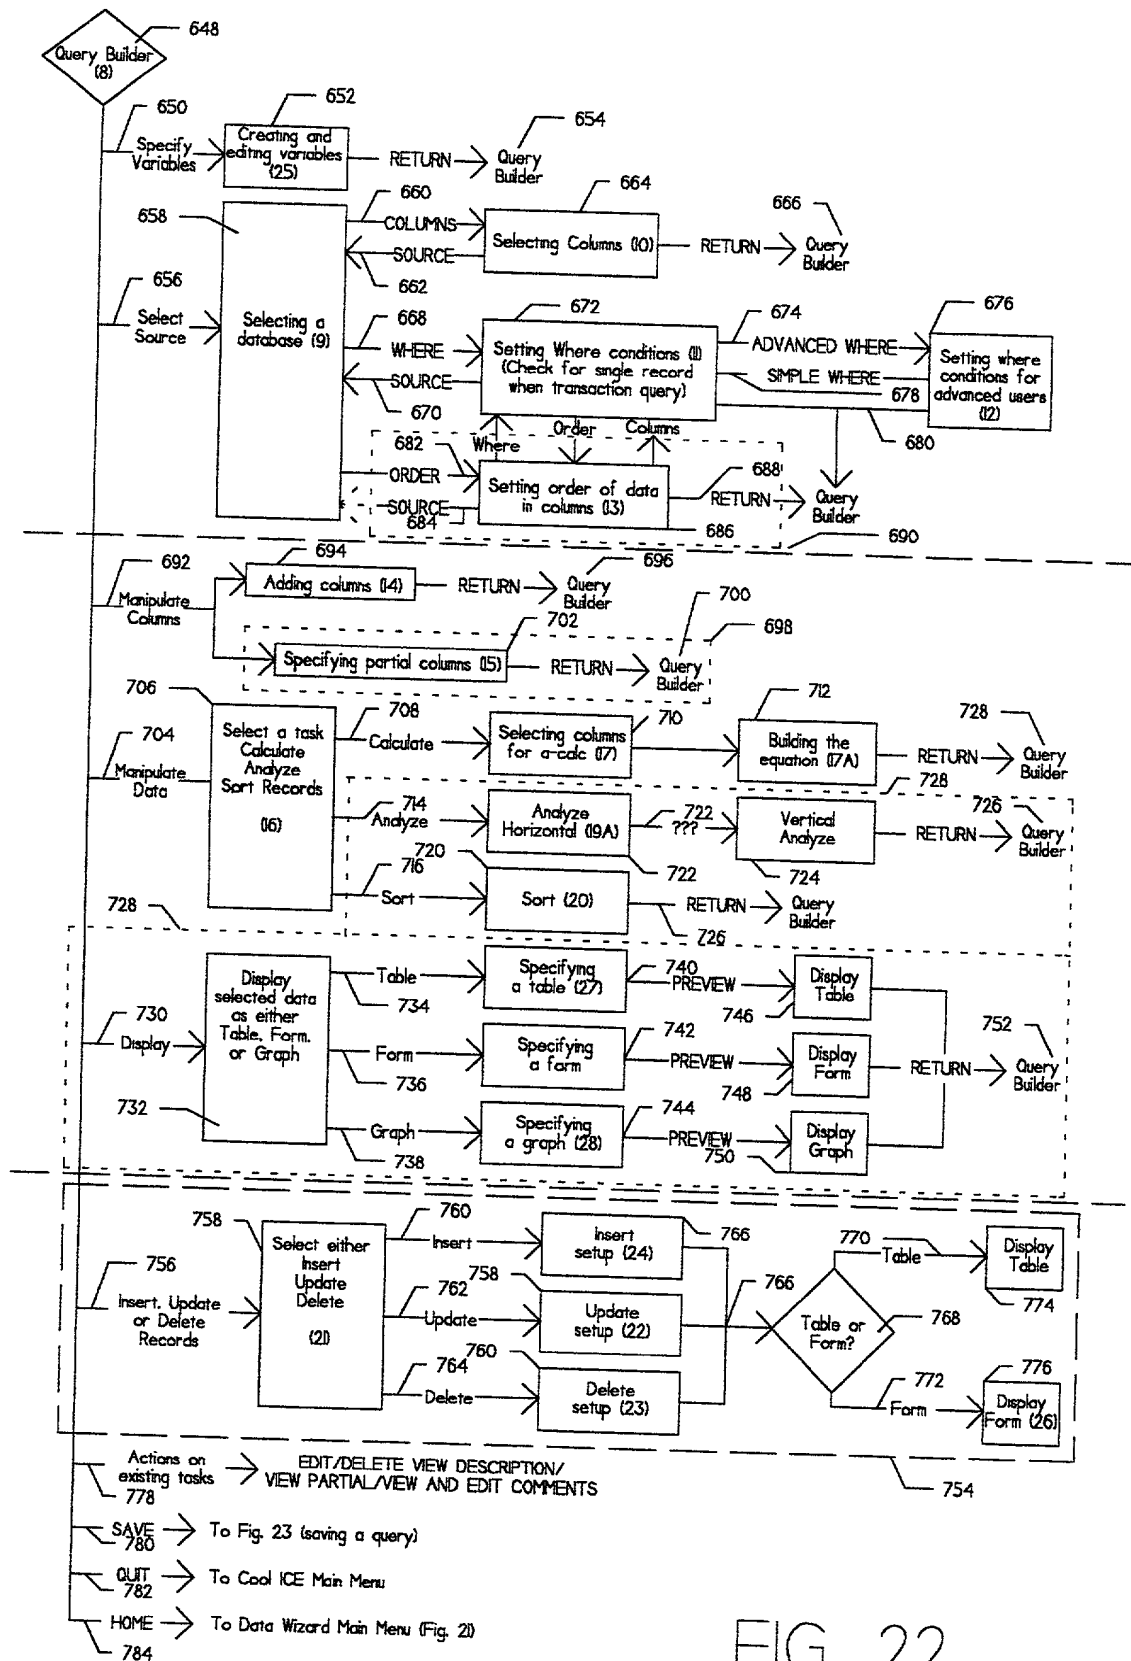 648
Query Builder
(8)
650
Specify
Variables
652
Creating and
editing variables
(25)
RETURN
654
Query
Builder
658
656
Select
Source
Selecting a
database (9)
660
COLUMNS
SOURCE
662
664
Selecting Columns (10)
RETURN
666
Query
Builder
668
WHERE
SOURCE
670
672
Setting Where conditions (11)
(Check for single record
when transaction query)
674
ADVANCED WHERE
SIMPLE WHERE
678
676
Setting where
conditions for
advanced users
(12)
680
Where
Order
Columns
682
ORDER
SOURCE
684
Setting order of data
in columns (13)
688
RETURN
686
Query
Builder
690
692
Manipulate
Columns
694
Adding columns (14)
RETURN
696
Query
Builder
702
Specifying partial columns (15)
RETURN
700
698
Query
Builder
706
704
Manipulate
Data
Select a task
Calculate
Analyze
Sort Records
(16)
708
Calculate
710
Selecting columns
for a-calc (17)
712
Building the
equation (17A)
RETURN
728
Query
Builder
728
714
Analyze
Analyze
Horizontal (19A)
722
???
722
Vertical
Analyze
724
RETURN
726
Query
Builder
716
Sort
720
Sort (20)
RETURN
726
Query
Builder
728
730
Display
Display
selected data
as either
Table, Form,
or Graph
732
Table
734
Specifying
a table (27)
740
PREVIEW
746
Display
Table
Form
736
Specifying
a form
742
PREVIEW
748
Display
Form
RETURN
752
Query
Builder
Graph
738
Specifying
a graph (28)
744
PREVIEW
750
Display
Graph
758
756
Insert, Update
or Delete
Records
Select either
Insert
Update
Delete
(21)
760
Insert
766
Insert
setup (24)
762
Update
758
Update
setup (22)
764
Delete
760
Delete
setup (23)
766
Table or
Form?
768
770
Table
Display
Table
774
772
Form
776
Display
Form (26)
754
Actions on
existing tasks
778
EDIT/DELETE VIEW DESCRIPTION/
VIEW PARTIAL/VIEW AND EDIT COMMENTS
SAVE
780
To Fig. 23 (saving a query)
QUIT
782
To Cool ICE Main Menu
HOME
784
To Data Wizard Main Menu (Fig. 21)
FIG. 22